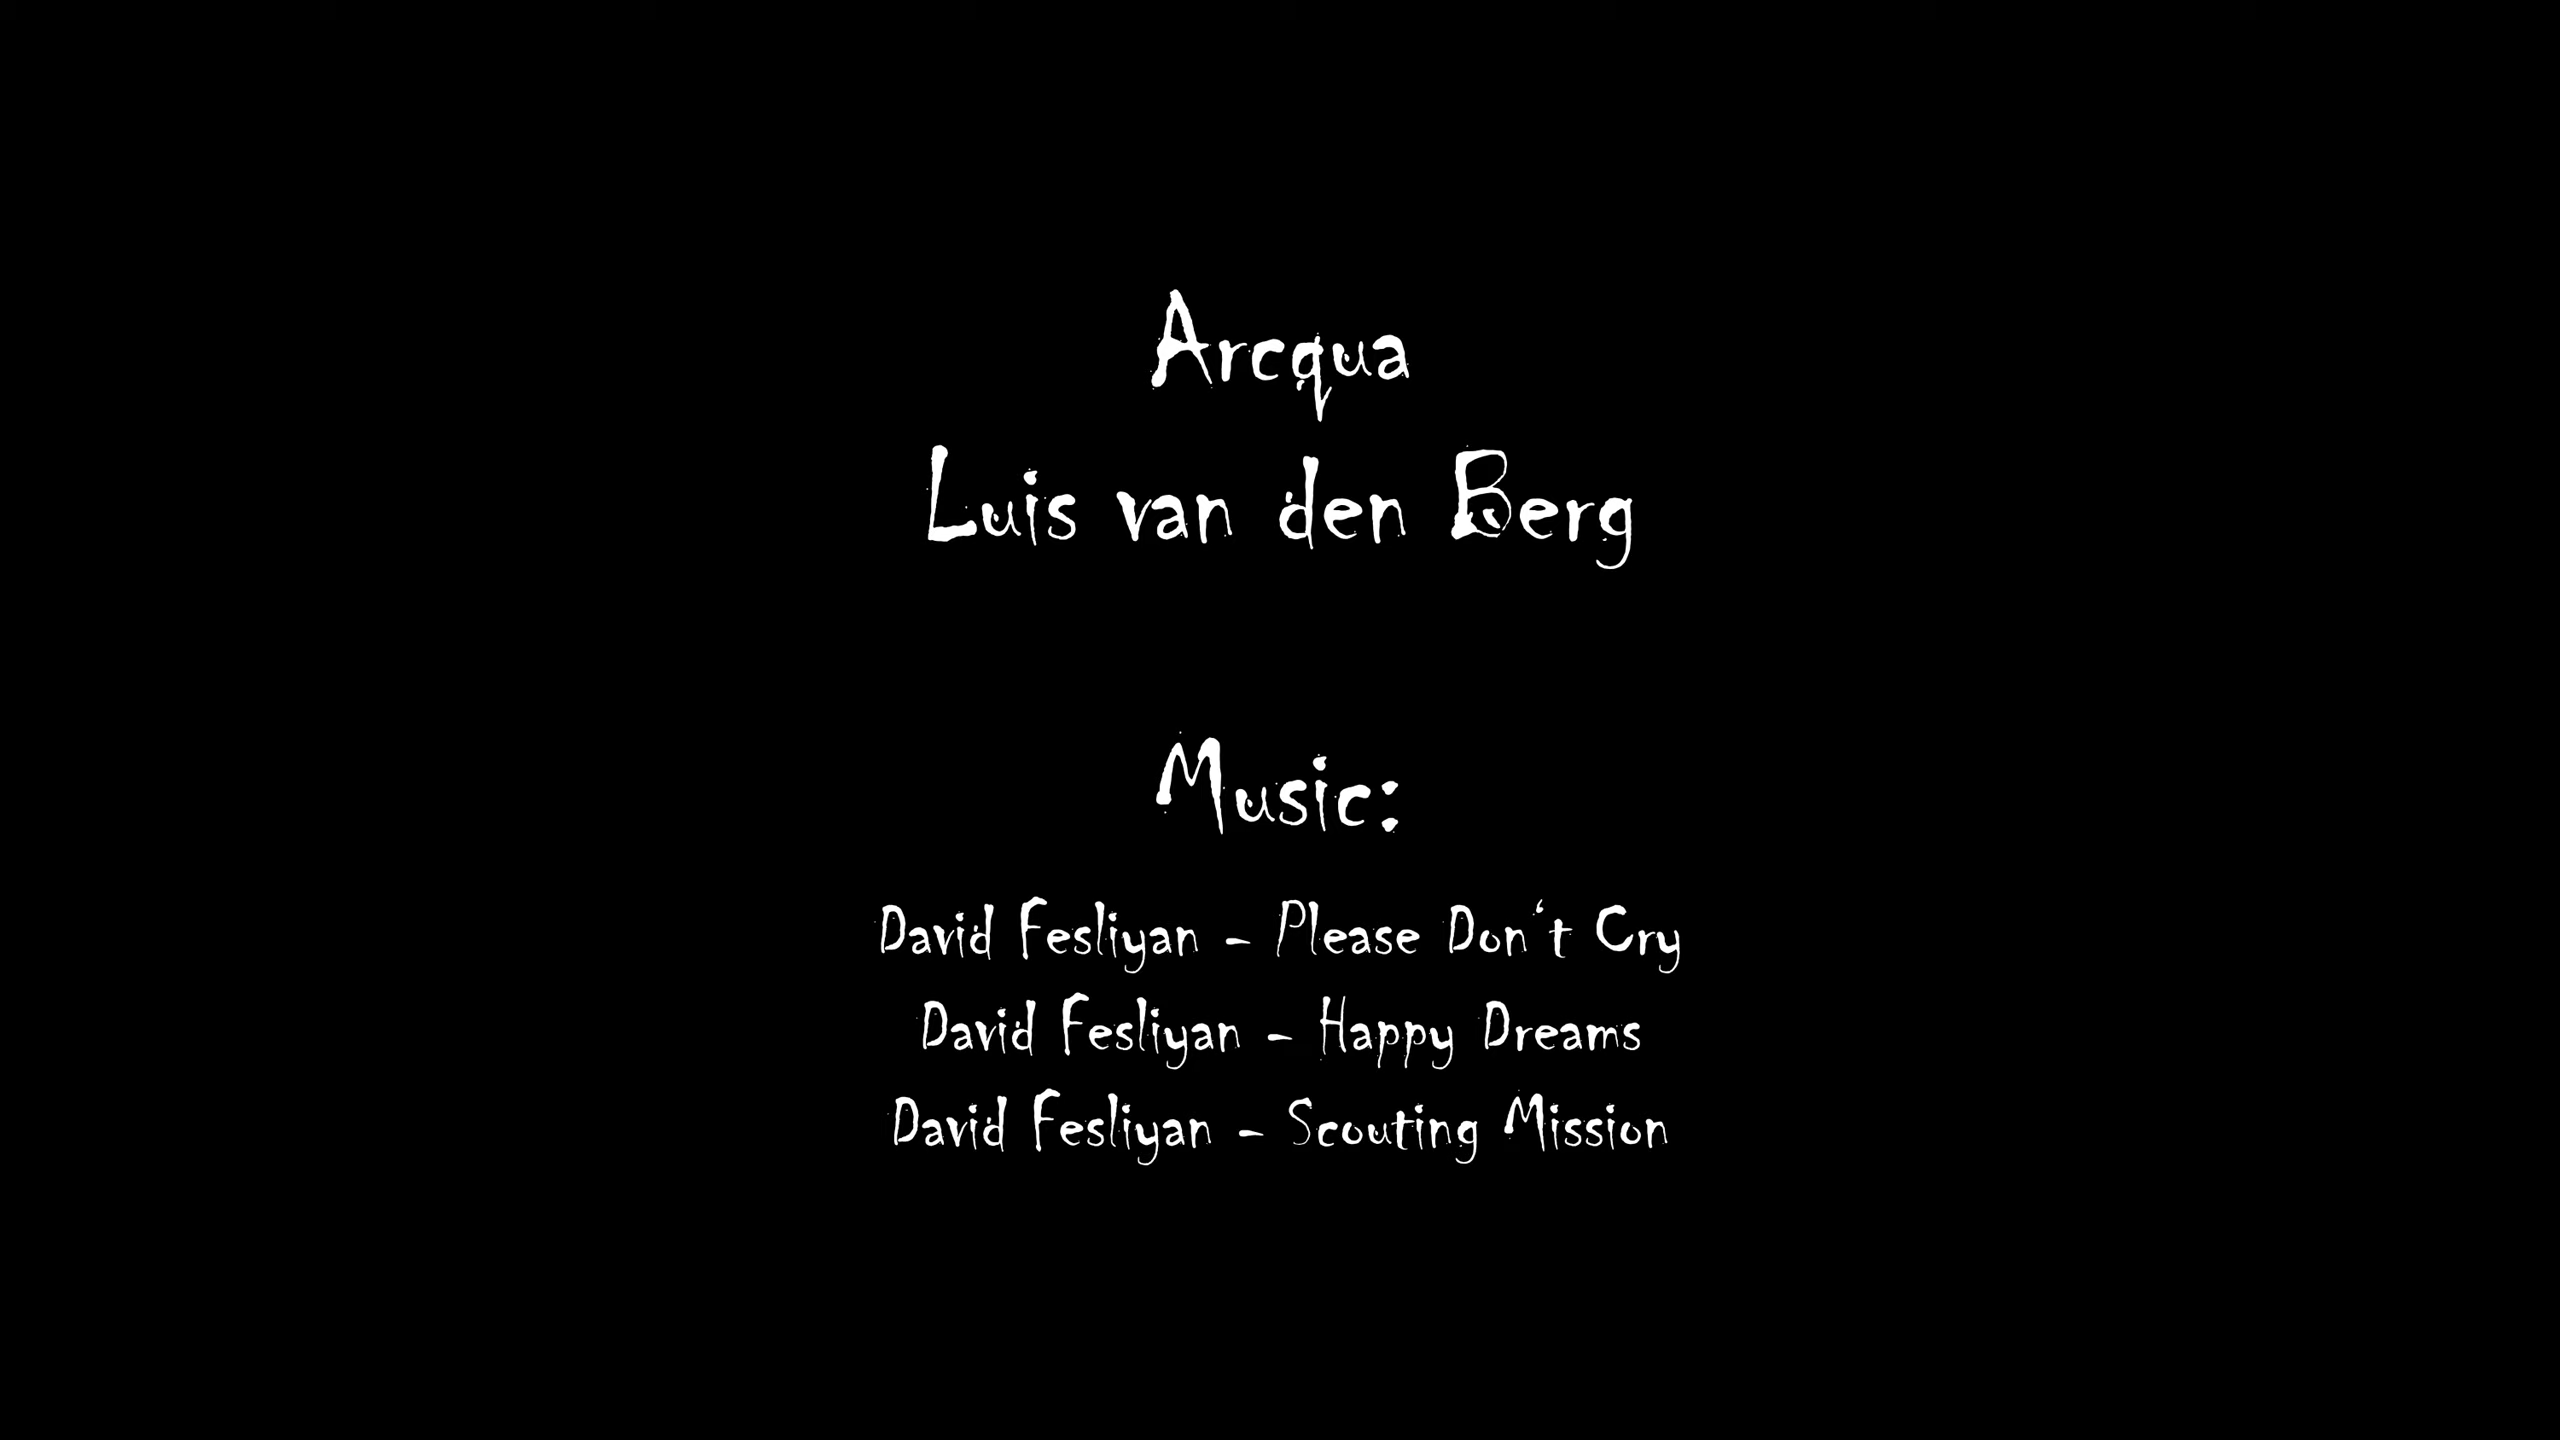 Arcqua
Luis van den Berg
Music:
David Fesliyan - Please Don‘t Cry
David Fesliyan - Happy Dreams
David Fesliyan - Scouting Mission